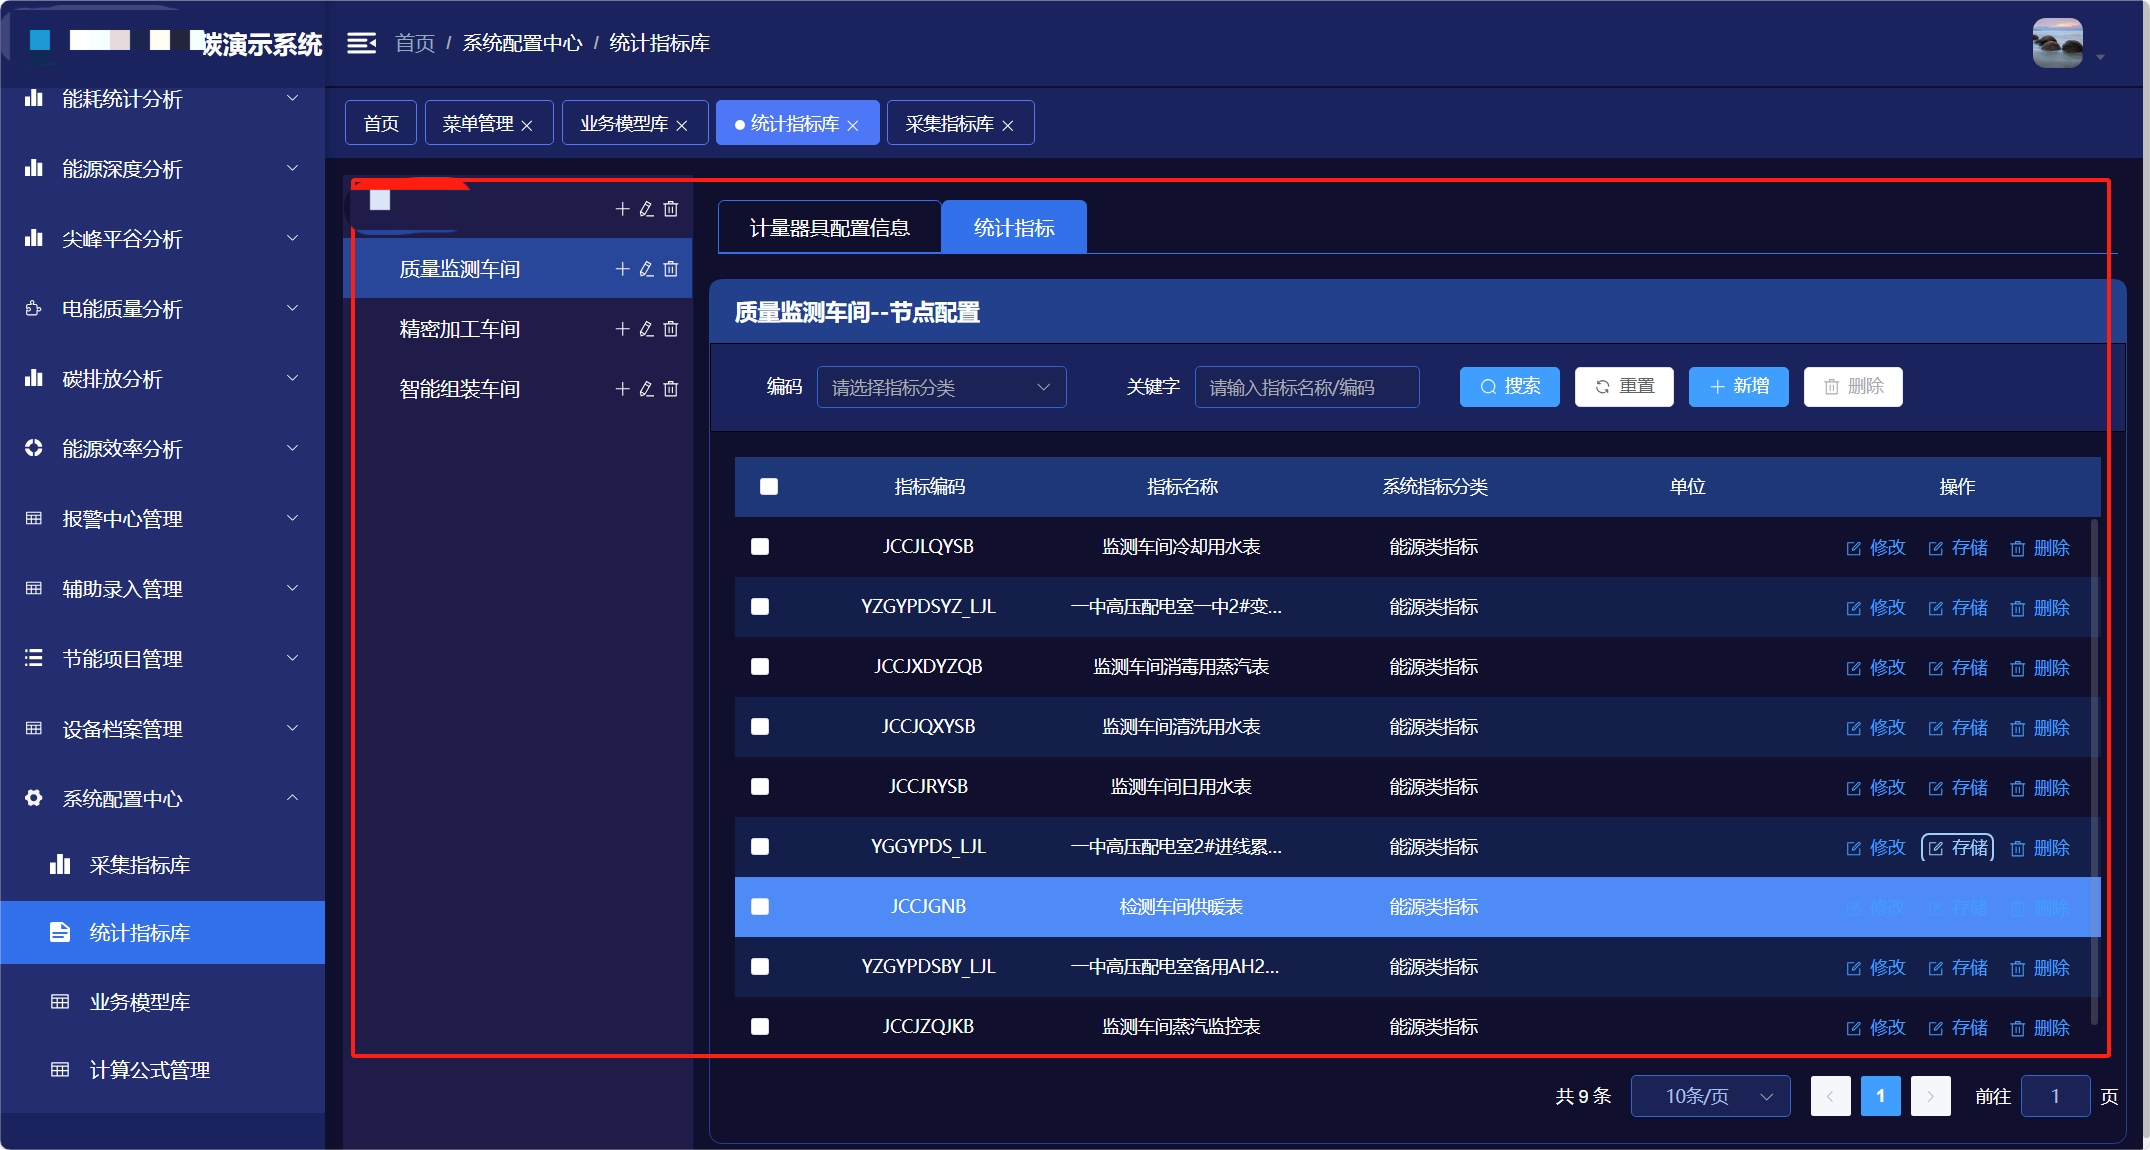 碳演示系统
首页 / 系统配置中心 / 统计指标库
能耗统计分析
能源深度分析
尖峰平谷分析
电能质量分析
碳排放分析
能源效率分析
报警中心管理
辅助录入管理
节能项目管理
设备档案管理
系统配置中心
采集指标库
统计指标库
业务模型库
计算公式管理
首页 菜单管理 业务模型库 统计指标库 采集指标库
质量监测车间
精密加工车间
智能组装车间
计量器具配置信息 统计指标
质量监测车间--节点配置
编码 请选择指标分类 关键字 请输入指标名称/编码 搜索 重置 新增 删除
指标编码 指标名称 系统指标分类 单位 操作
JCCJLQYSB 监测车间冷却用水表 能源类指标 修改 存储 删除
YZGYPDSYZ_LJL 一中高压配电室一中2#变... 能源类指标 修改 存储 删除
JCCJXDYZQB 监测车间消毒用蒸汽表 能源类指标 修改 存储 删除
JCCJQXYSB 监测车间清洗用水表 能源类指标 修改 存储 删除
JCCJRYSB 监测车间日用水表 能源类指标 修改 存储 删除
YGGYPDS_LJL 一中高压配电室2#进线累... 能源类指标 修改 存储 删除
JCCJGNB 检测车间供暖表 能源类指标 修改 存储 删除
YZGYPDSBY_LJL 一中高压配电室备用AH2... 能源类指标 修改 存储 删除
JCCJZQJKB 监测车间蒸汽监控表 能源类指标 修改 存储 删除
共 9 条 10条/页 1 前往 1 页